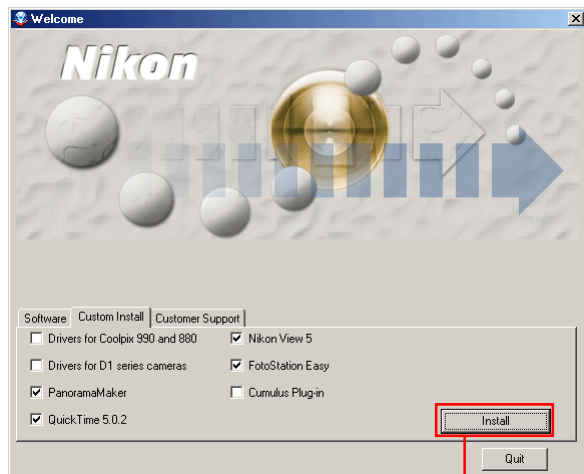 Welcome
Nikon
Software Custom Install Customer Support
Drivers for Coolpix 990 and 880 Nikon View 5
Drivers for D1 series cameras FotoStation Easy
PanoramaMaker Cumulus Plug-in
QuickTime 5.0.2 Install
Quit